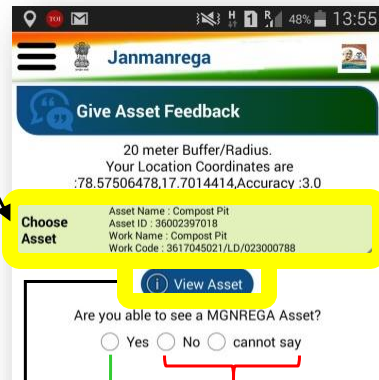 TOI H 1 R 48% 13:55
Janmanrega
Give Asset Feedback
20 meter Buffer/Radius.
Your Location Coordinates are
:78.57506478,17.7014414,Accuracy :3.0
Choose Asset
Asset Name : Compost Pit
Asset ID : 36002397018
Work Name : Compost Pit
Work Code : 3617045021/LD/023000788
i View Asset
Are you able to see a MGNREGA Asset?
Yes No cannot say